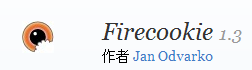 Firecookie 1.3
作者 Jan Odvarko